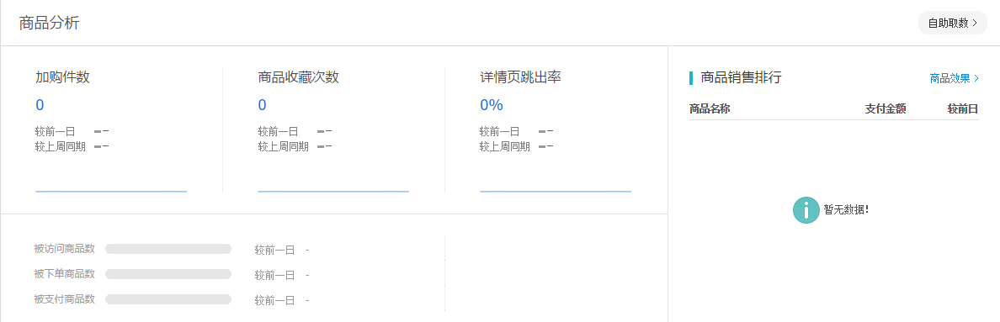 商品分析
自助取数 >
加购件数
0
较前一日 --
较上周同期 --
商品收藏次数
0
较前一日 --
较上周同期 --
详情页跳出率
0%
较前一日 --
较上周同期 --
被访问商品数 较前一日 -
被下单商品数 较前一日 -
被支付商品数 较前一日 -
商品销售排行 商品效果 >
商品名称 支付金额 较前日
暂无数据!